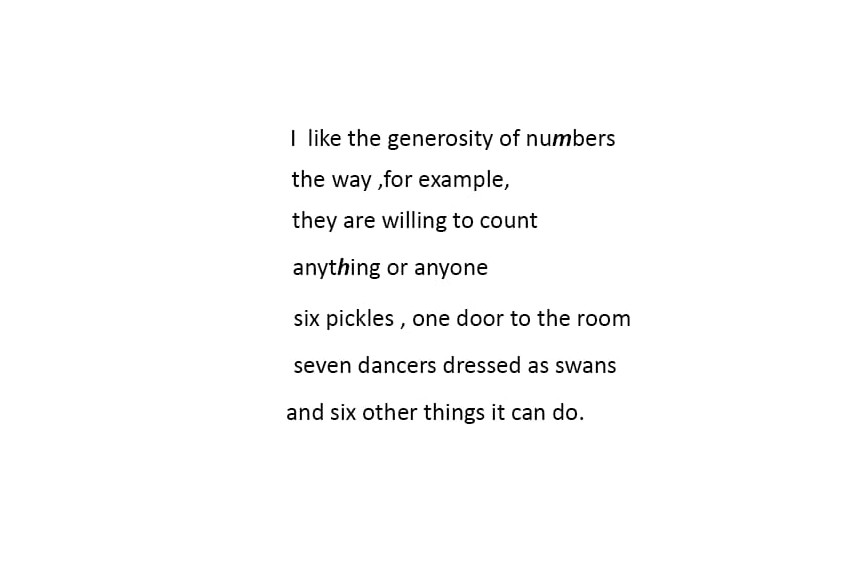 I like the generosity of numbers
the way ,for example,
they are willing to count
anything or anyone
six pickles , one door to the room
seven dancers dressed as swans
and six other things it can do.